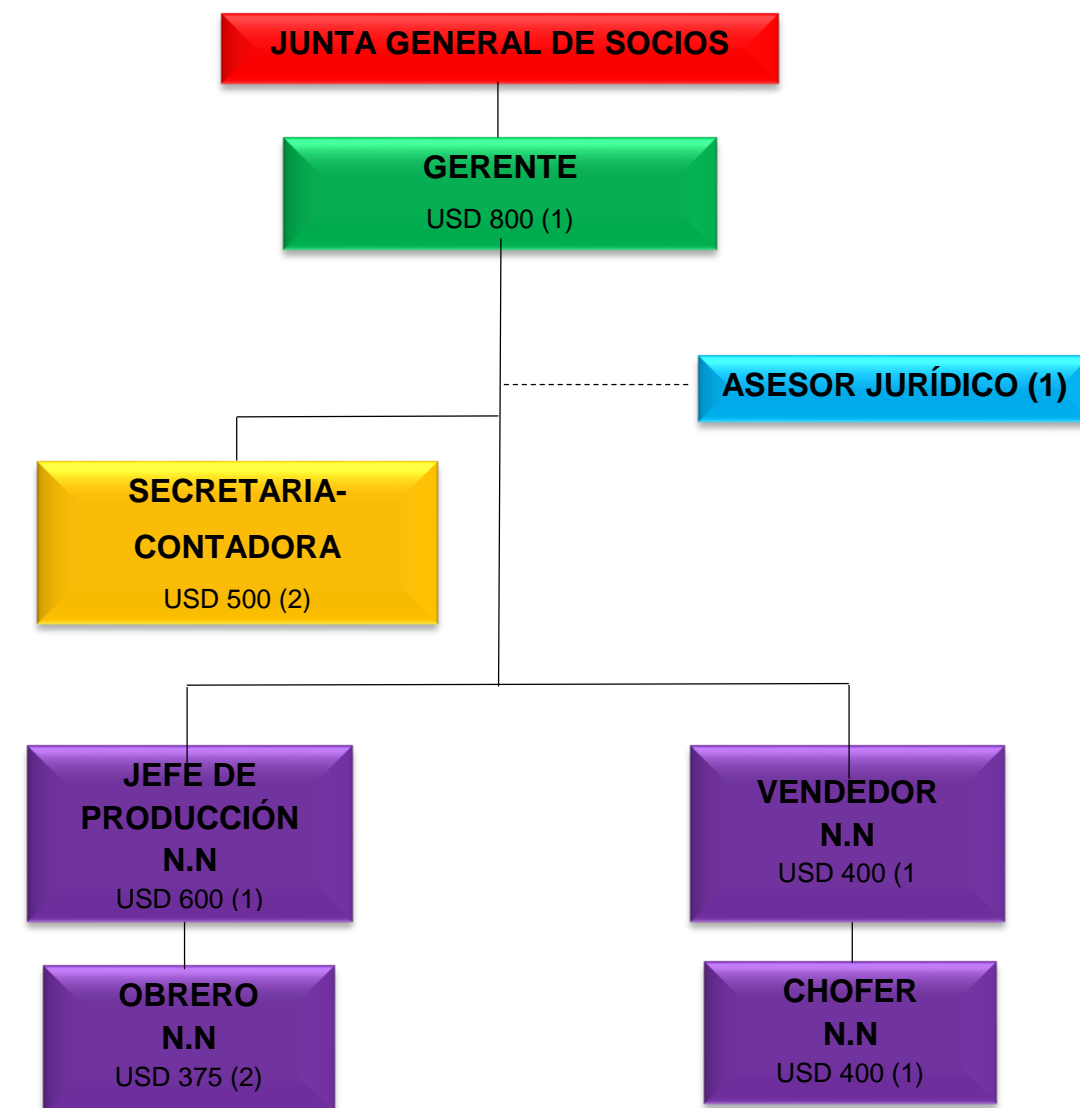 JUNTA GENERAL DE SOCIOS
GERENTE
USD 800 (1)
ASESOR JURÍDICO (1)
SECRETARIA-
CONTADORA
USD 500 (2)
JEFE DE
PRODUCCIÓN
N.N
USD 600 (1)
VENDEDOR
N.N
USD 400 (1
OBRERO
N.N
USD 375 (2)
CHOFER
N.N
USD 400 (1)